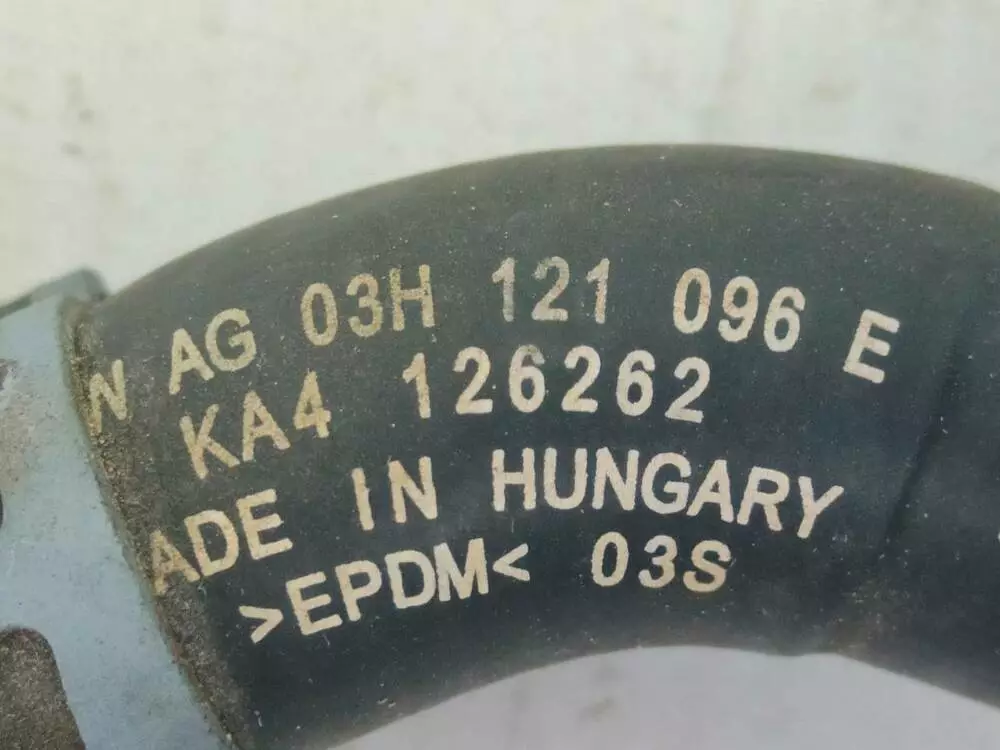 W AG 03H 121 096 E
KA4 126262
ADE IN HUNGARY
>EPDM< 03S